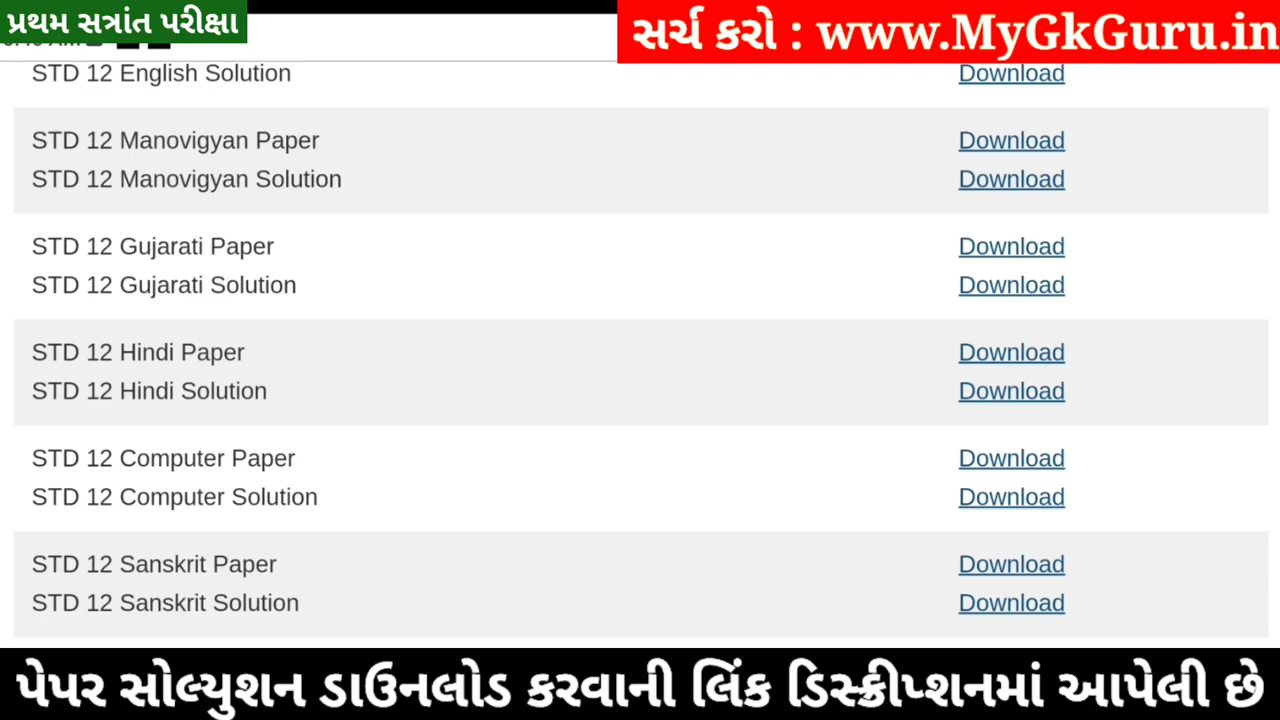 પ્રથમ સત્રાંત પરીક્ષા
સર્ચ કરો : www.MyGkGuru.in
STD 12 English Solution Download
STD 12 Manovigyan Paper Download
STD 12 Manovigyan Solution Download
STD 12 Gujarati Paper Download
STD 12 Gujarati Solution Download
STD 12 Hindi Paper Download
STD 12 Hindi Solution Download
STD 12 Computer Paper Download
STD 12 Computer Solution Download
STD 12 Sanskrit Paper Download
STD 12 Sanskrit Solution Download
પેપર સોલ્યુશન ડાઉનલોડ કરવાની લિંક ડિસ્ક્રીપ્શનમાં આપેલી છે